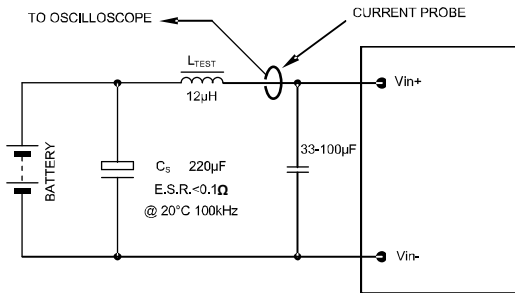 TO OSCILLOSCOPE
CURRENT PROBE
LTEST
12µH
Vin+
BATTERY
CS 220µF
E.S.R.<0.1Ω
@ 20°C 100kHz
33-100µF
Vin-